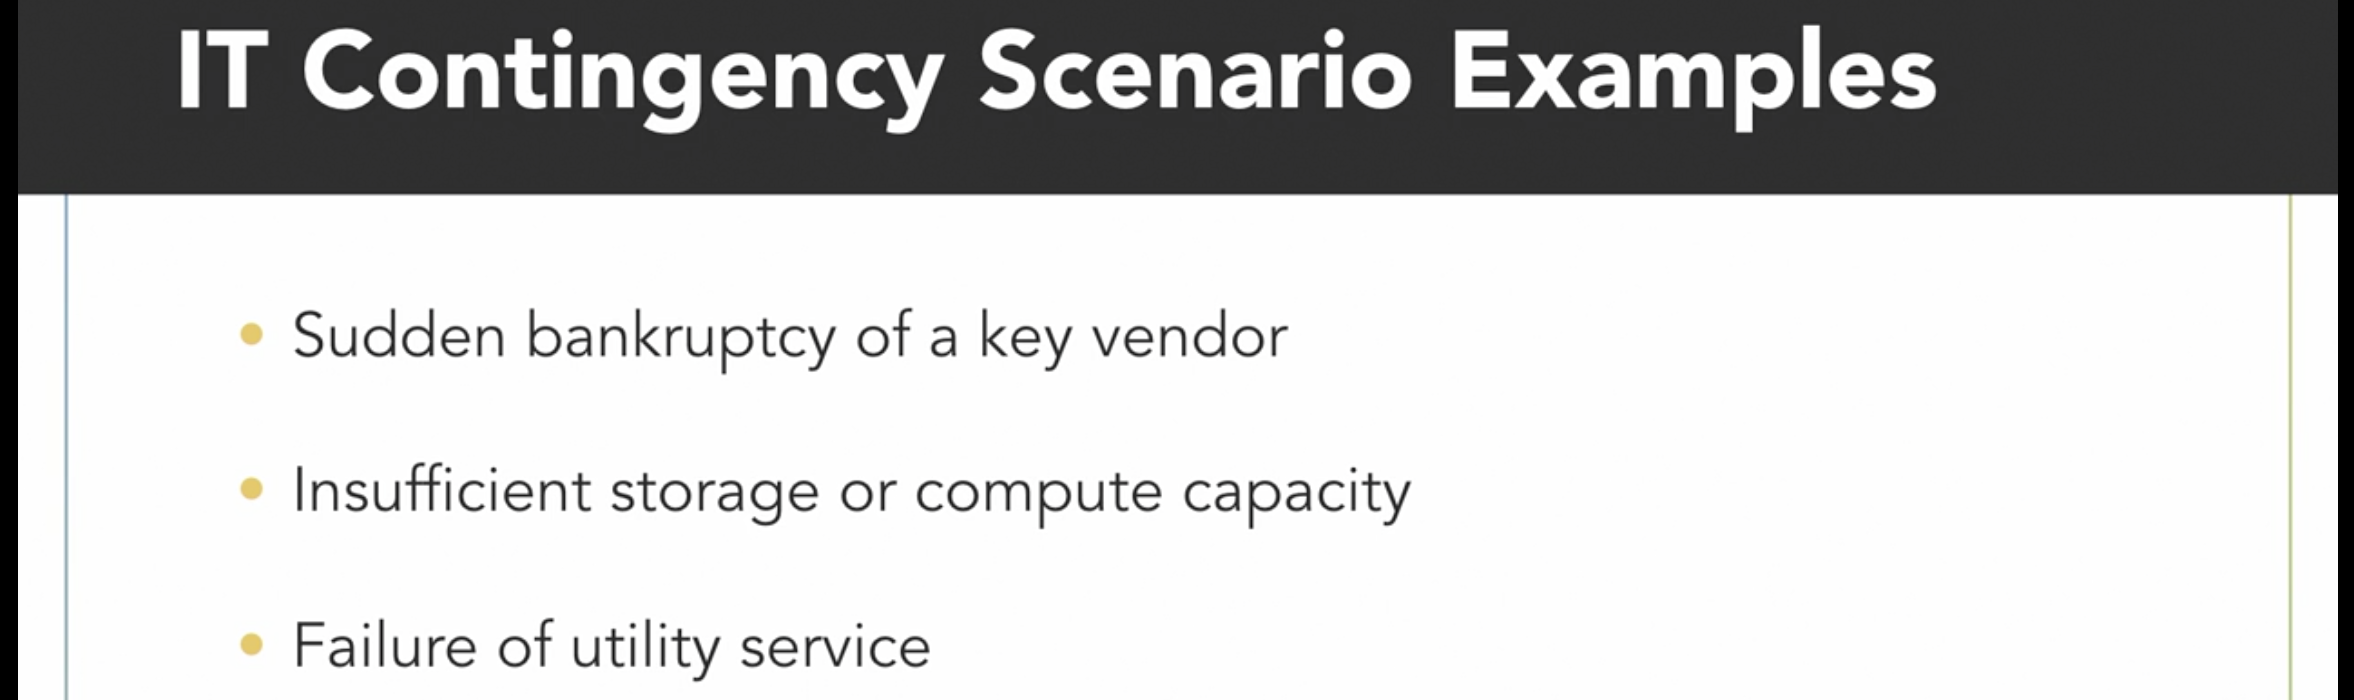 IT Contingency Scenario Examples
• Sudden bankruptcy of a key vendor
• Insufficient storage or compute capacity
• Failure of utility service